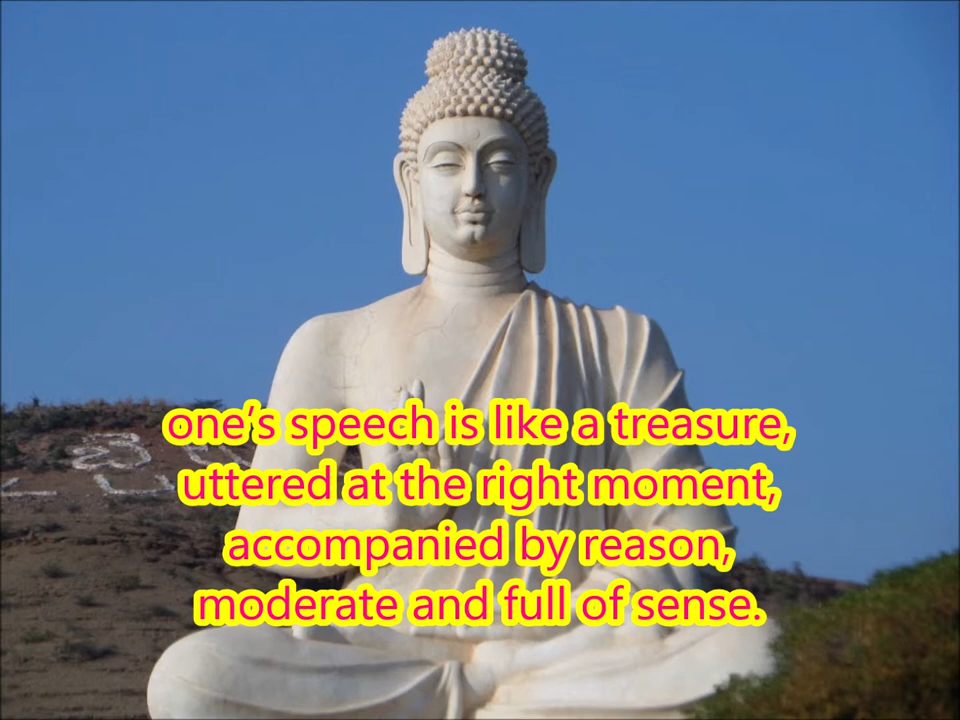 one’s speech is like a treasure,
uttered at the right moment,
accompanied by reason,
moderate and full of sense.